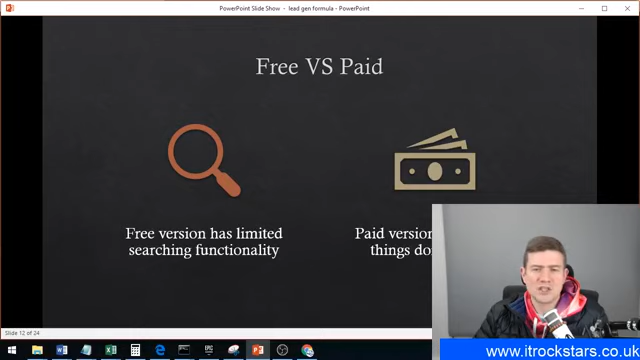 PowerPoint Slide Show - lead gen formula - PowerPoint
Free VS Paid
Free version has limited
searching functionality
Paid version
things
Slide 12 of 24
www.itrockstars.co.uk